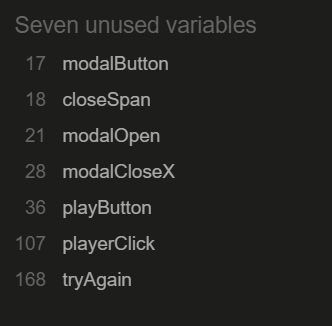 Seven unused variables
17 modalButton
18 closeSpan
21 modalOpen
28 modalCloseX
36 playButton
107 playerClick
168 tryAgain